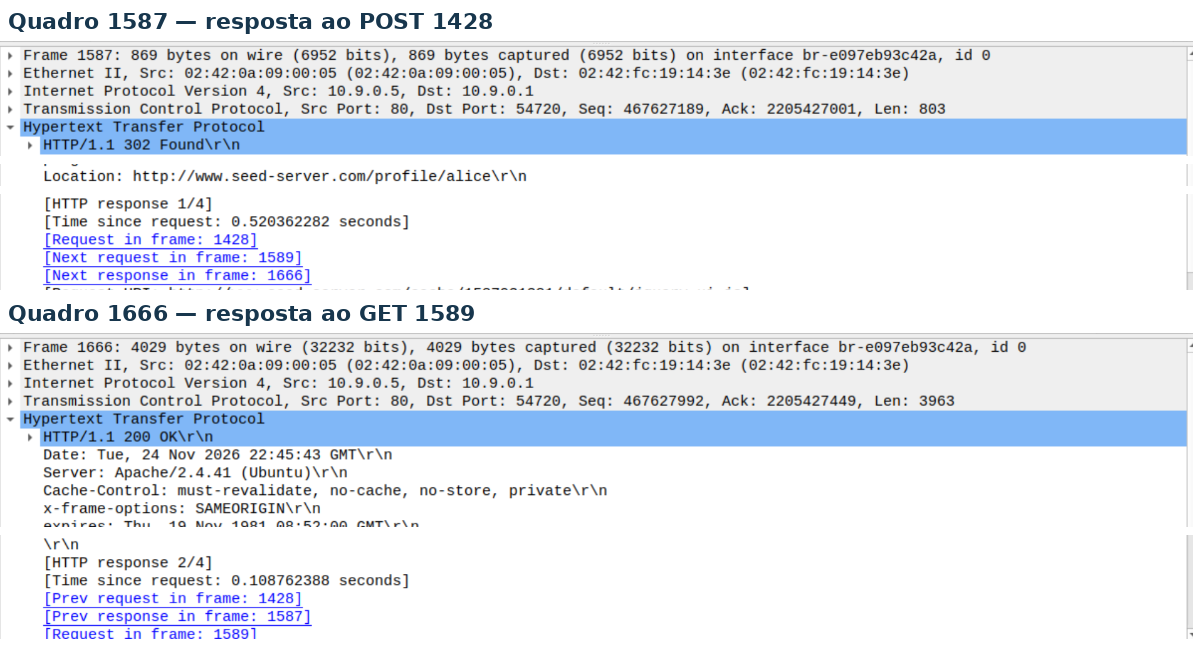 Quadro 1587 — resposta ao POST 1428
Frame 1587: 869 bytes on wire (6952 bits), 869 bytes captured (6952 bits) on interface br-e097eb93c42a, id 0
Ethernet II, Src: 02:42:0a:09:00:05 (02:42:0a:09:00:05), Dst: 02:42:fc:19:14:3e (02:42:fc:19:14:3e)
Internet Protocol Version 4, Src: 10.9.0.5, Dst: 10.9.0.1
Transmission Control Protocol, Src Port: 80, Dst Port: 54720, Seq: 467627189, Ack: 2205427001, Len: 803
Hypertext Transfer Protocol
HTTP/1.1 302 Found\r\n
Location: http://www.seed-server.com/profile/alice\r\n
[HTTP response 1/4]
[Time since request: 0.520362282 seconds]
[Request in frame: 1428]
[Next request in frame: 1589]
[Next response in frame: 1666]
Quadro 1666 — resposta ao GET 1589
Frame 1666: 4029 bytes on wire (32232 bits), 4029 bytes captured (32232 bits) on interface br-e097eb93c42a, id 0
Ethernet II, Src: 02:42:0a:09:00:05 (02:42:0a:09:00:05), Dst: 02:42:fc:19:14:3e (02:42:fc:19:14:3e)
Internet Protocol Version 4, Src: 10.9.0.5, Dst: 10.9.0.1
Transmission Control Protocol, Src Port: 80, Dst Port: 54720, Seq: 467627992, Ack: 2205427449, Len: 3963
Hypertext Transfer Protocol
HTTP/1.1 200 OK\r\n
Date: Tue, 24 Nov 2026 22:45:43 GMT\r\n
Server: Apache/2.4.41 (Ubuntu)\r\n
Cache-Control: must-revalidate, no-cache, no-store, private\r\n
x-frame-options: SAMEORIGIN\r\n
expires: Thu, 19 Nov 1981 08:52:00 GMT\r\n
\r\n
[HTTP response 2/4]
[Time since request: 0.108762388 seconds]
[Prev request in frame: 1428]
[Prev response in frame: 1587]
[Request in frame: 1589]